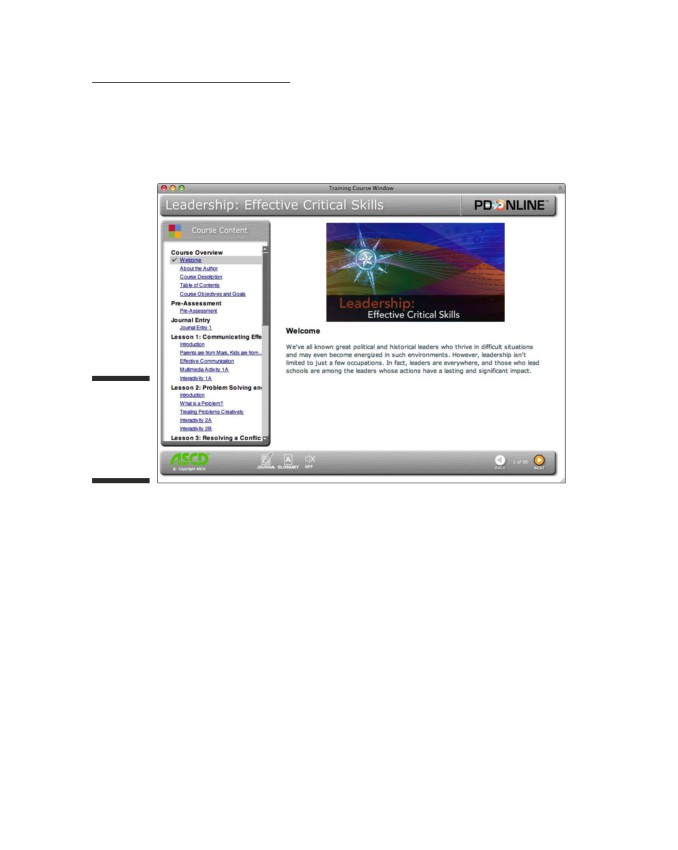 Training Course Window
Leadership: Effective Critical Skills
PD ONLINE
Course Content
Course Overview
Welcome
About the Author
Course Description
Table of Contents
Course Objectives and Goals
Pre-Assessment
Pre-Assessment
Journal Entry
Journal Entry 1
Lesson 1: Communicating Effe
Introduction
Parents are from Mars, Kids are from...
Effective Communication
Multimedia Activity 1A
Interactivity 1A
Lesson 2: Problem Solving an
Introduction
What is a Problem?
Treating Problems Creatively
Interactivity 2A
Interactivity 2B
Lesson 3: Resolving a Conflic
Leadership:
Effective Critical Skills
Welcome
We've all known great political and historical leaders who thrive in difficult situations
and may even become energized in such environments. However, leadership isn't
limited to just a few occupations. In fact, leaders are everywhere, and those who lead
schools are among the leaders whose actions have a lasting and significant impact.
ASCD
© Copyright ASCD
JOURNAL
A
GLOSSARY
OFF
BACK
NEXT